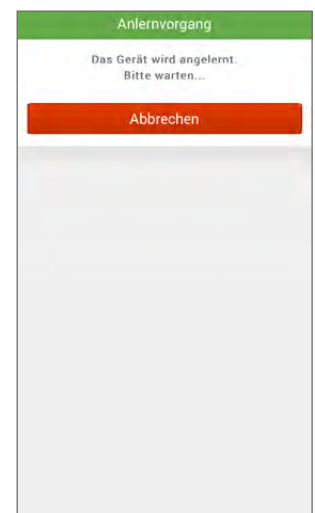 Anlernvorgang
Das Gerät wird angelernt.
Bitte warten...
Abbrechen